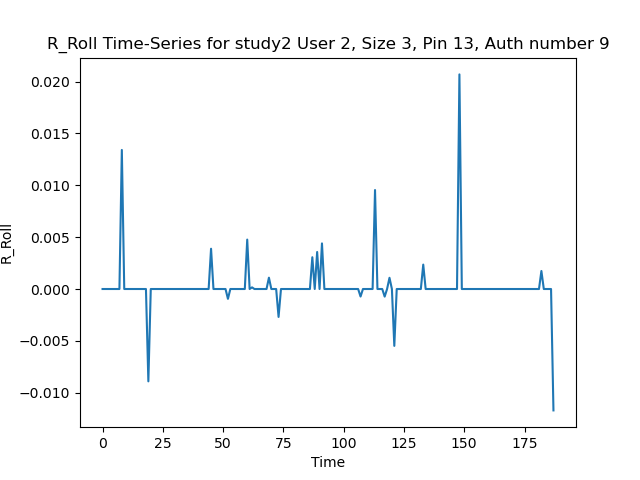 R_Roll Time-Series for study2 User 2, Size 3, Pin 13, Auth number 9
0.020
0.015
0.010
0.005
0.000
−0.005
−0.010
R_Roll
0 25 50 75 100 125 150 175
Time